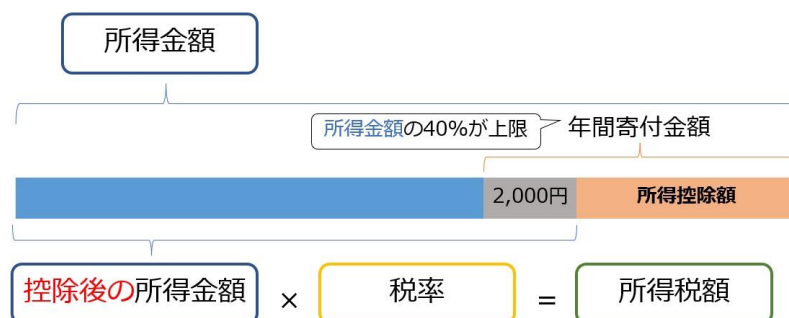 所得金額
所得金額の40%が上限
年間寄付金額
2,000円
所得控除額
控除後の所得金額 × 税率 = 所得税額